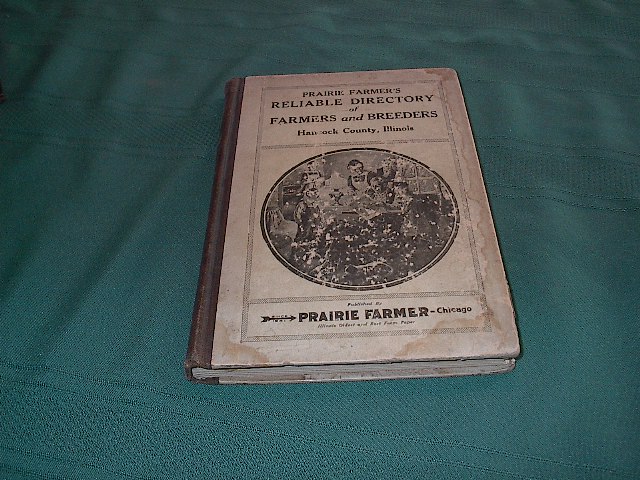 PRAIRIE FARMER'S
RELIABLE DIRECTORY
of
FARMERS and BREEDERS
Hancock County, Illinois
Published By
PRAIRIE FARMER - Chicago
Illinois Oldest and Best Farm Paper